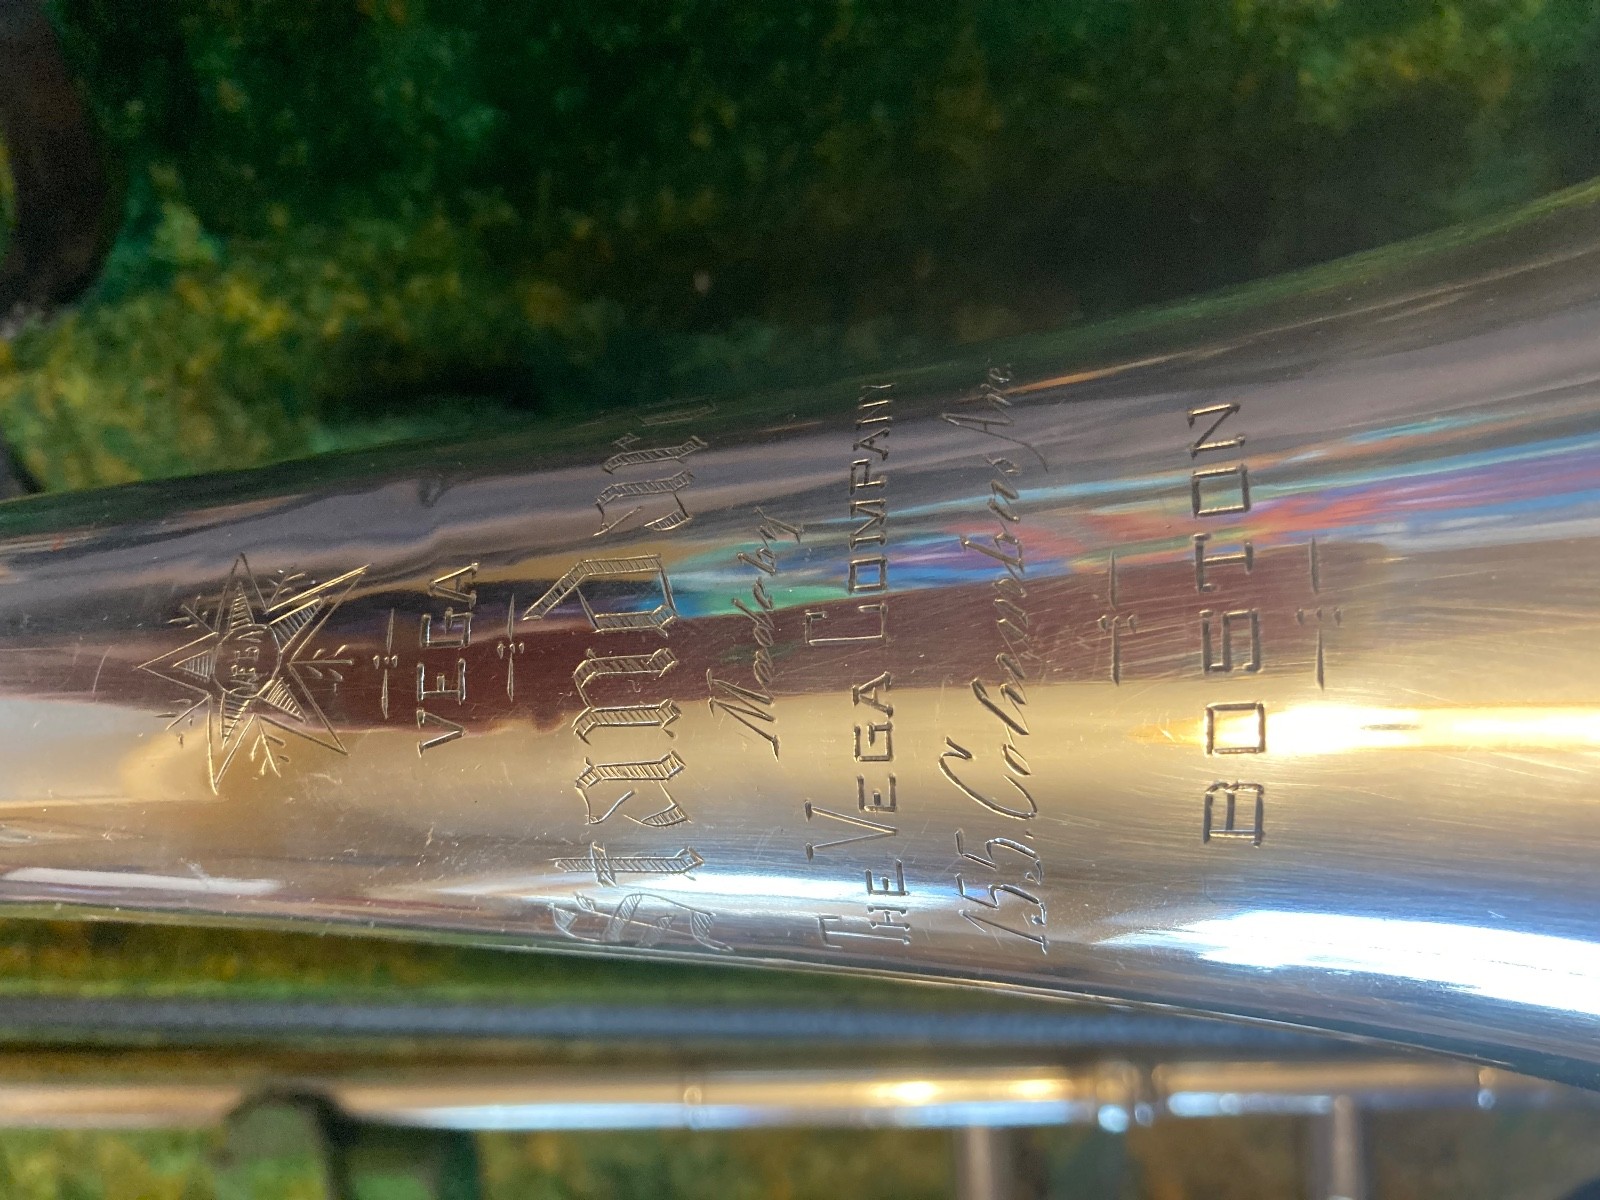 VEGA
Standard
Made by
THE VEGA COMPANY
155. Columbus Ave.
BOSTON